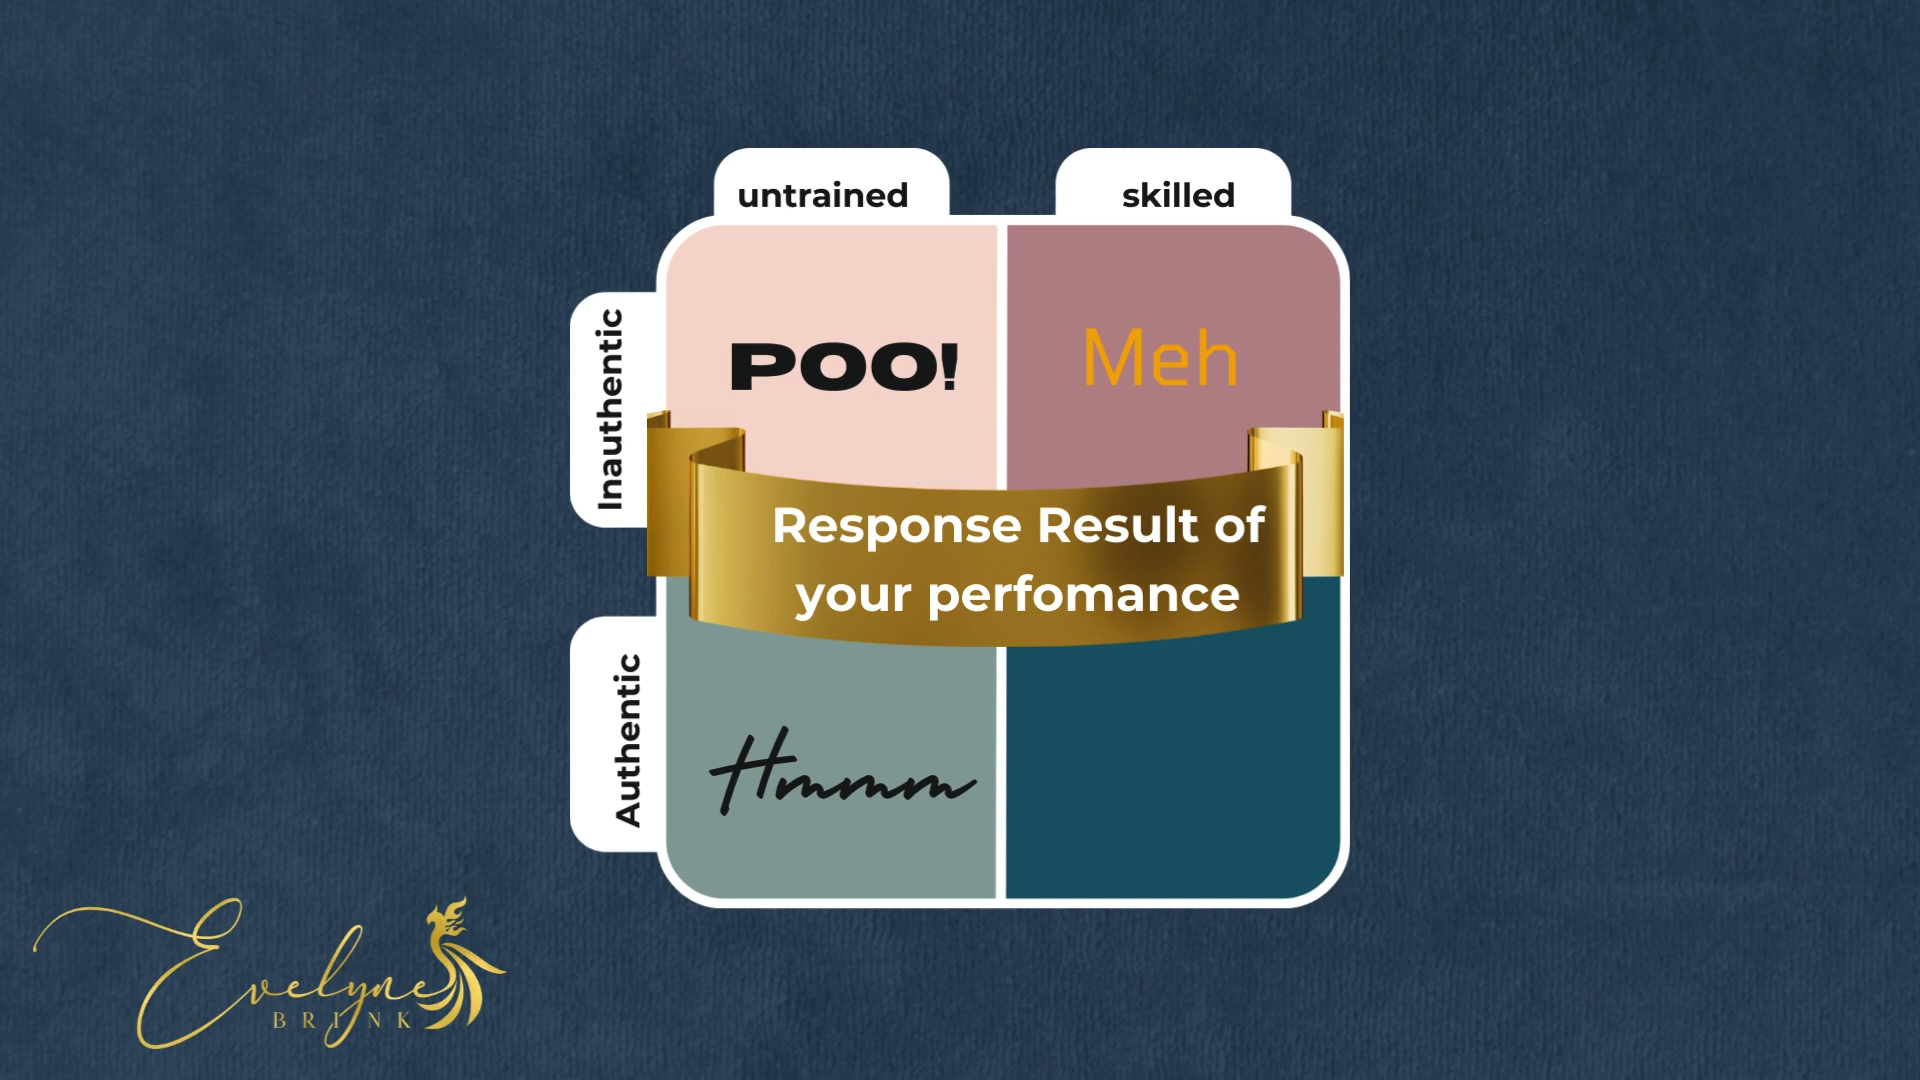 untrained
skilled
Inauthentic
POO!
Meh
Response Result of
your perfomance
Authentic
Hmmm
Evelyne
BRINK